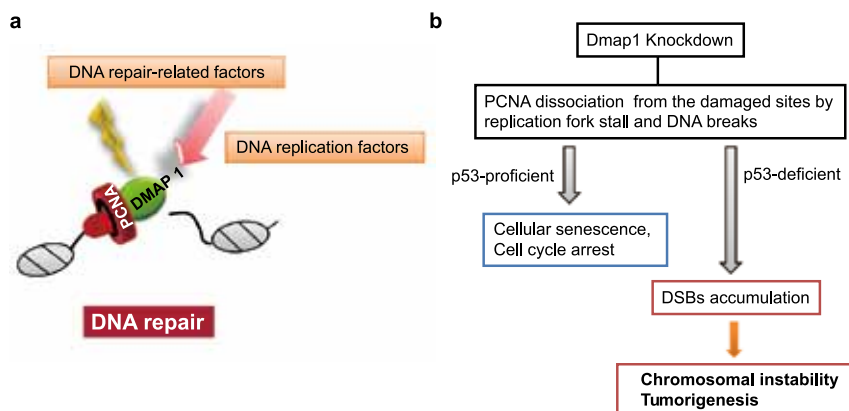 a
DNA repair-related factors
DNA replication factors
PCNA
DMAP 1
DNA repair
b
Dmap1 Knockdown
PCNA dissociation from the damaged sites by
replication fork stall and DNA breaks
p53-proficient
p53-deficient
Cellular senescence,
Cell cycle arrest
DSBs accumulation
Chromosomal instability
Tumorigenesis